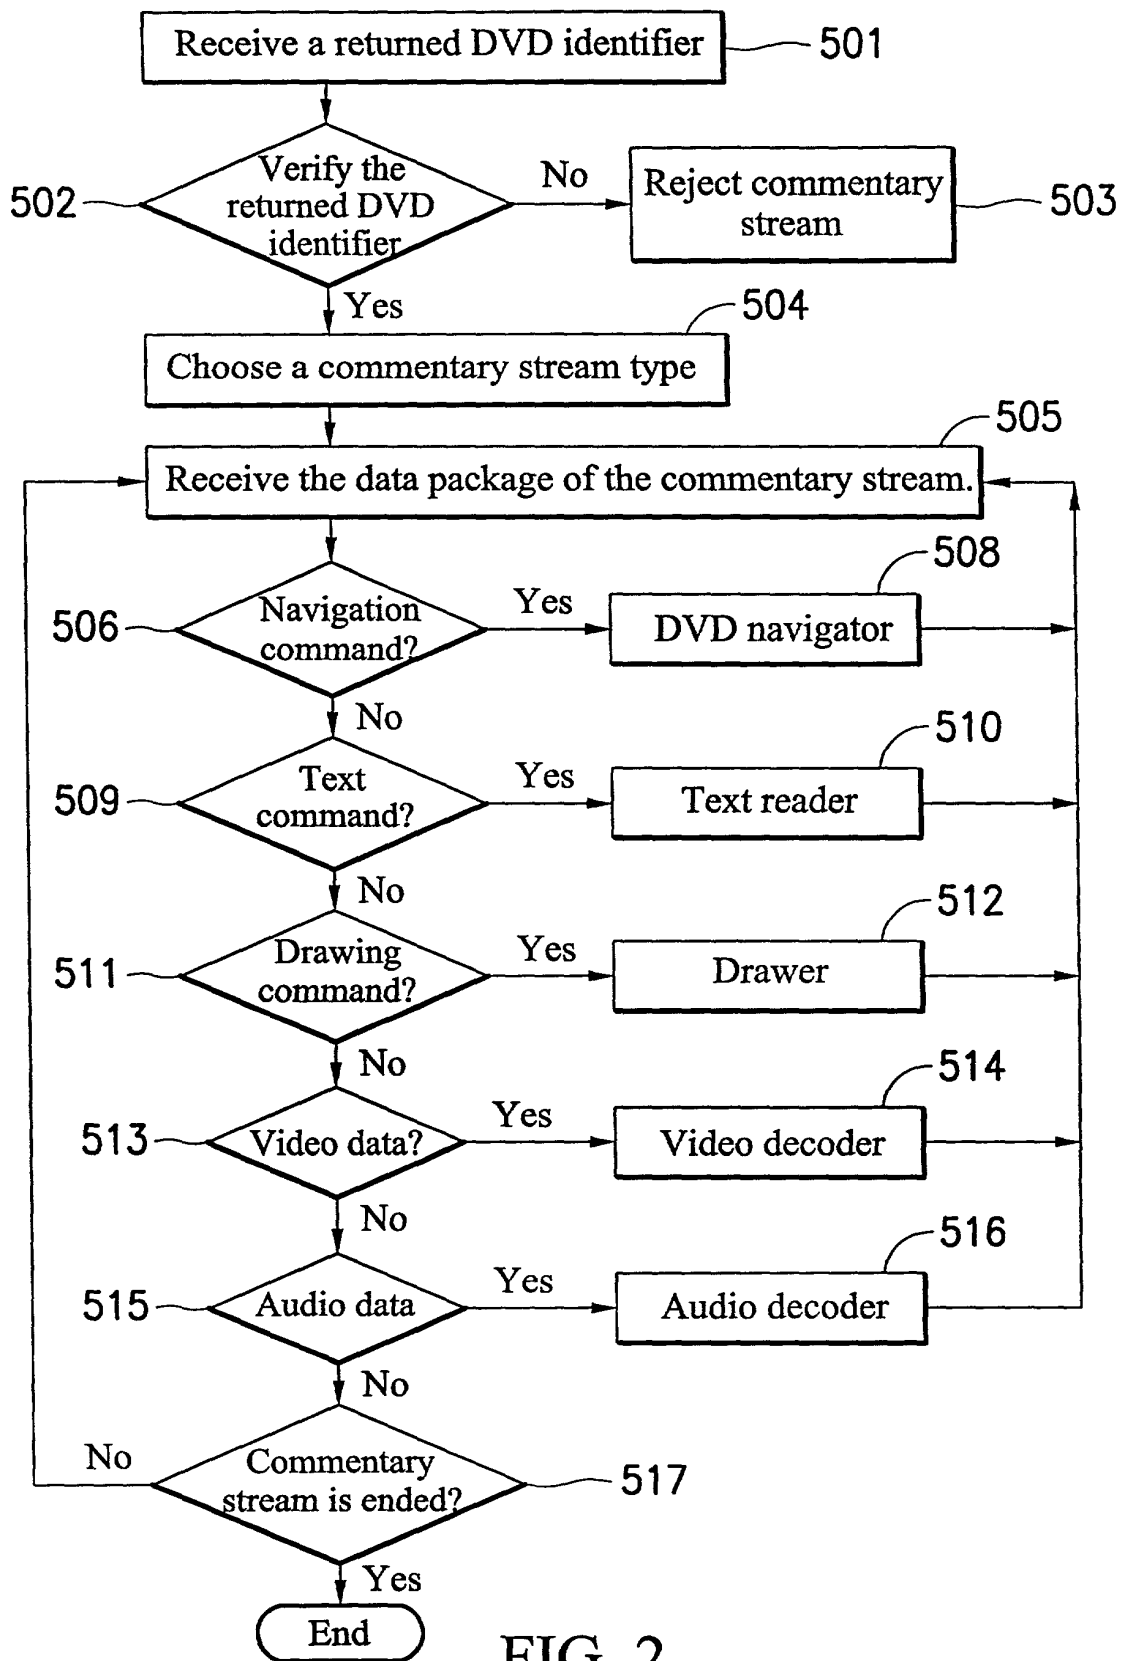 Receive a returned DVD identifier
501
Verify the
returned DVD
identifier
502
No
Reject commentary
stream
503
Yes
504
Choose a commentary stream type
505
Receive the data package of the commentary stream.
508
506
Navigation
command?
Yes
DVD navigator
No
510
509
Text
command?
Yes
Text reader
No
512
511
Drawing
command?
Yes
Drawer
No
514
513
Video data?
Yes
Video decoder
No
516
515
Audio data
Yes
Audio decoder
No
No
Commentary
stream is ended?
517
Yes
End
FIG. 2